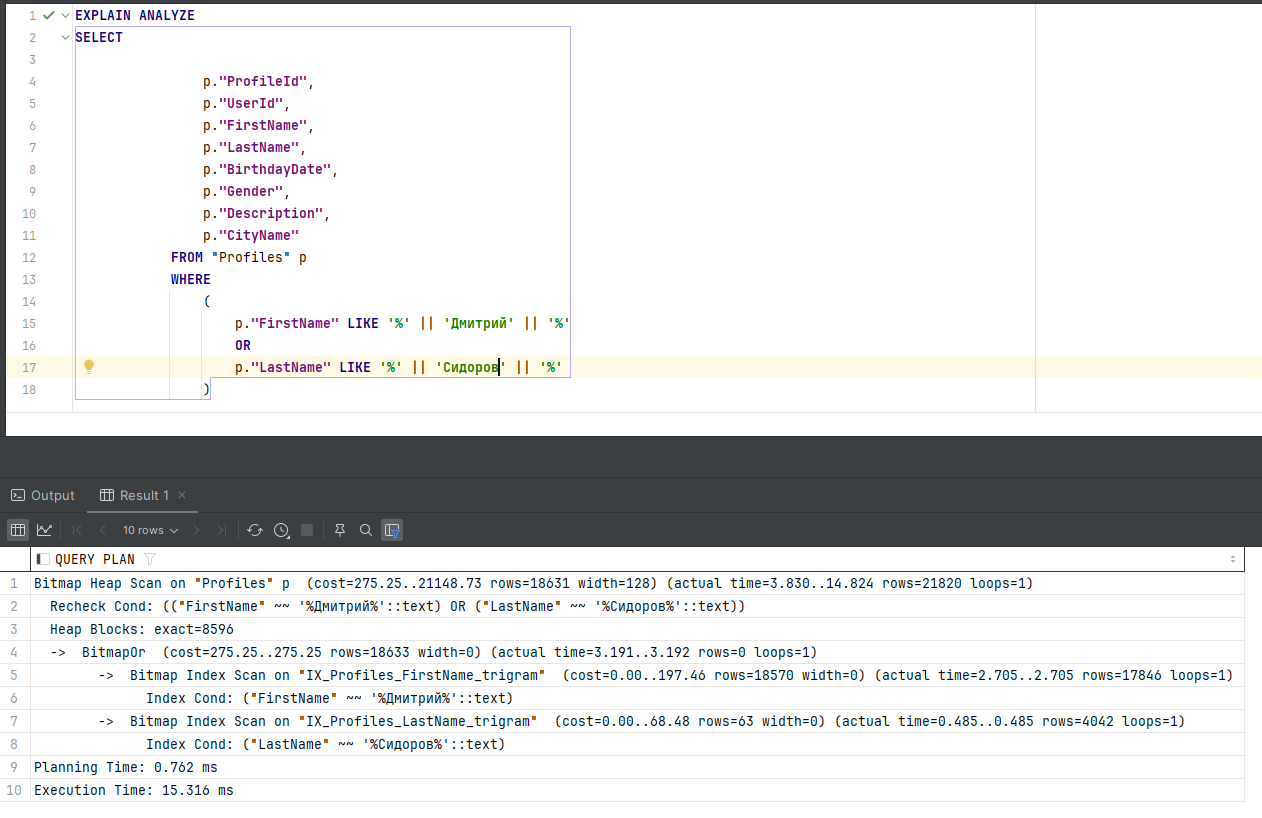 1 EXPLAIN ANALYZE
2 SELECT
3
4 p."ProfileId",
5 p."UserId",
6 p."FirstName",
7 p."LastName",
8 p."BirthdayDate",
9 p."Gender",
10 p."Description",
11 p."CityName"
12 FROM "Profiles" p
13 WHERE
14 (
15 p."FirstName" LIKE '%' || 'Дмитрий' || '%'
16 OR
17 p."LastName" LIKE '%' || 'Сидоров' || '%'
18 )
Output Result 1
10 rows
QUERY PLAN
1 Bitmap Heap Scan on "Profiles" p (cost=275.25..21148.73 rows=18631 width=128) (actual time=3.830..14.824 rows=21820 loops=1)
2 Recheck Cond: (("FirstName" ~~ '%Дмитрий%'::text) OR ("LastName" ~~ '%Сидоров%'::text))
3 Heap Blocks: exact=8596
4 -> BitmapOr (cost=275.25..275.25 rows=18633 width=0) (actual time=3.191..3.192 rows=0 loops=1)
5 -> Bitmap Index Scan on "IX_Profiles_FirstName_trigram" (cost=0.00..197.46 rows=18570 width=0) (actual time=2.705..2.705 rows=17846 loops=1)
6 Index Cond: ("FirstName" ~~ '%Дмитрий%'::text)
7 -> Bitmap Index Scan on "IX_Profiles_LastName_trigram" (cost=0.00..68.48 rows=63 width=0) (actual time=0.485..0.485 rows=4042 loops=1)
8 Index Cond: ("LastName" ~~ '%Сидоров%'::text)
9 Planning Time: 0.762 ms
10 Execution Time: 15.316 ms